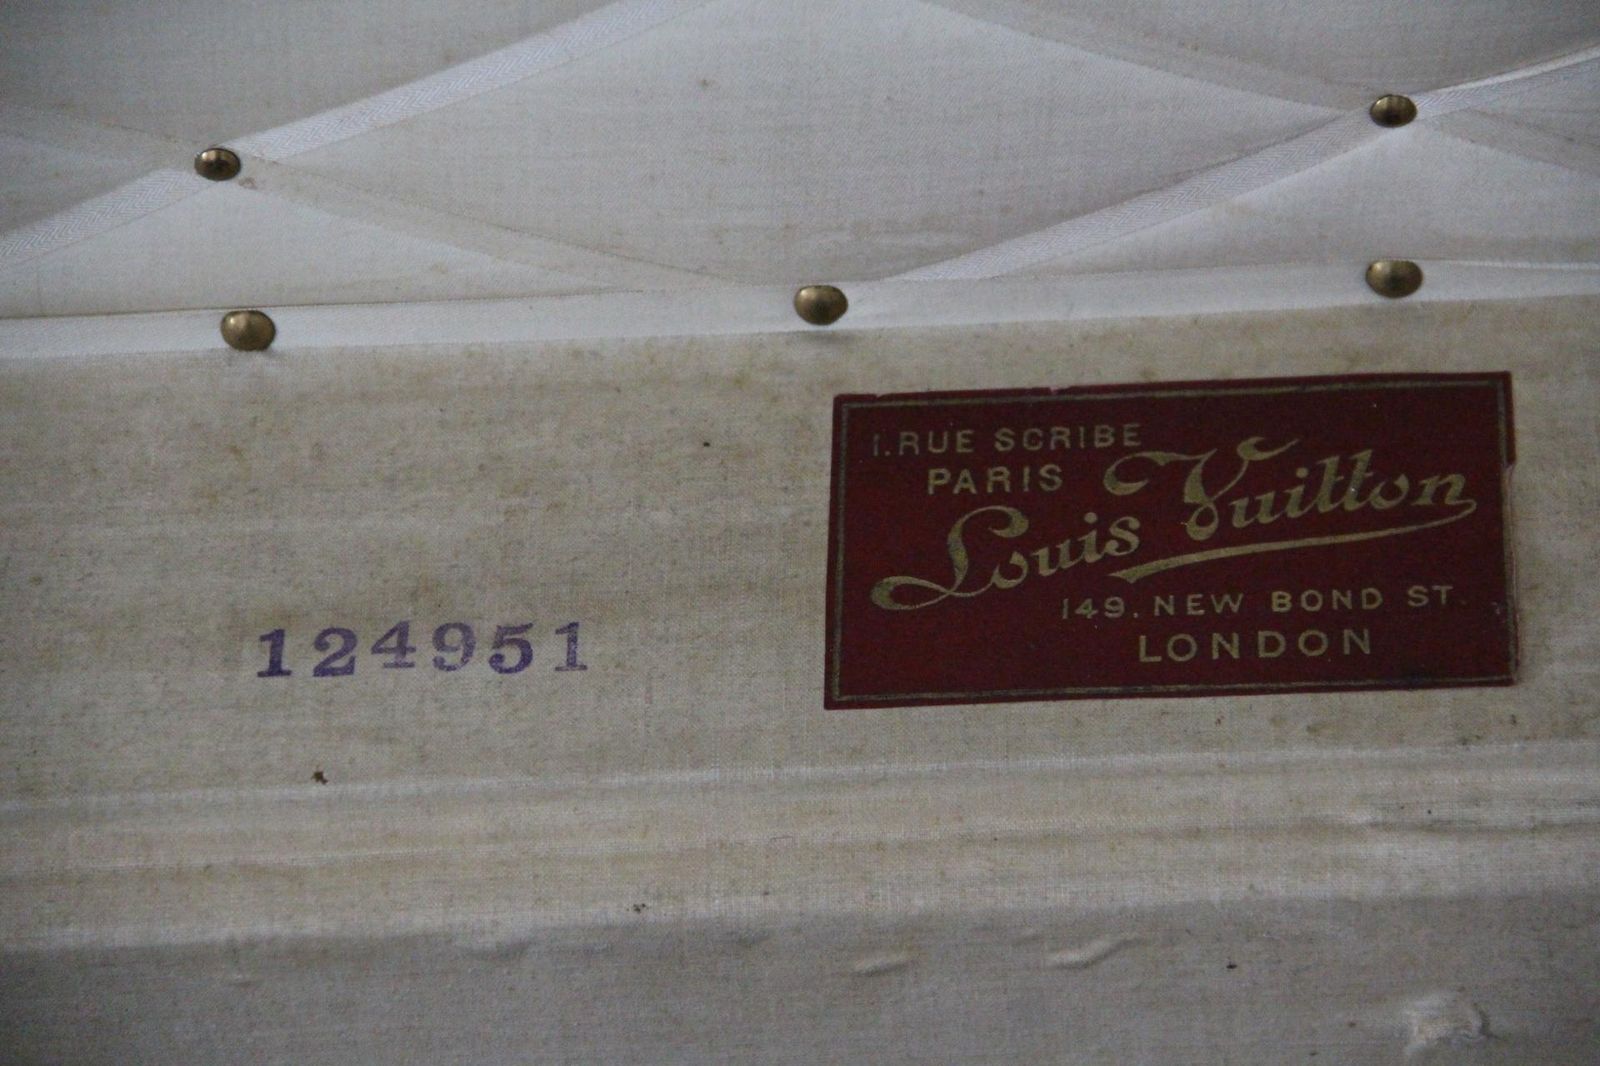 1. RUE SCRIBE
PARIS
Louis Vuitton
149. NEW BOND ST.
LONDON
124951